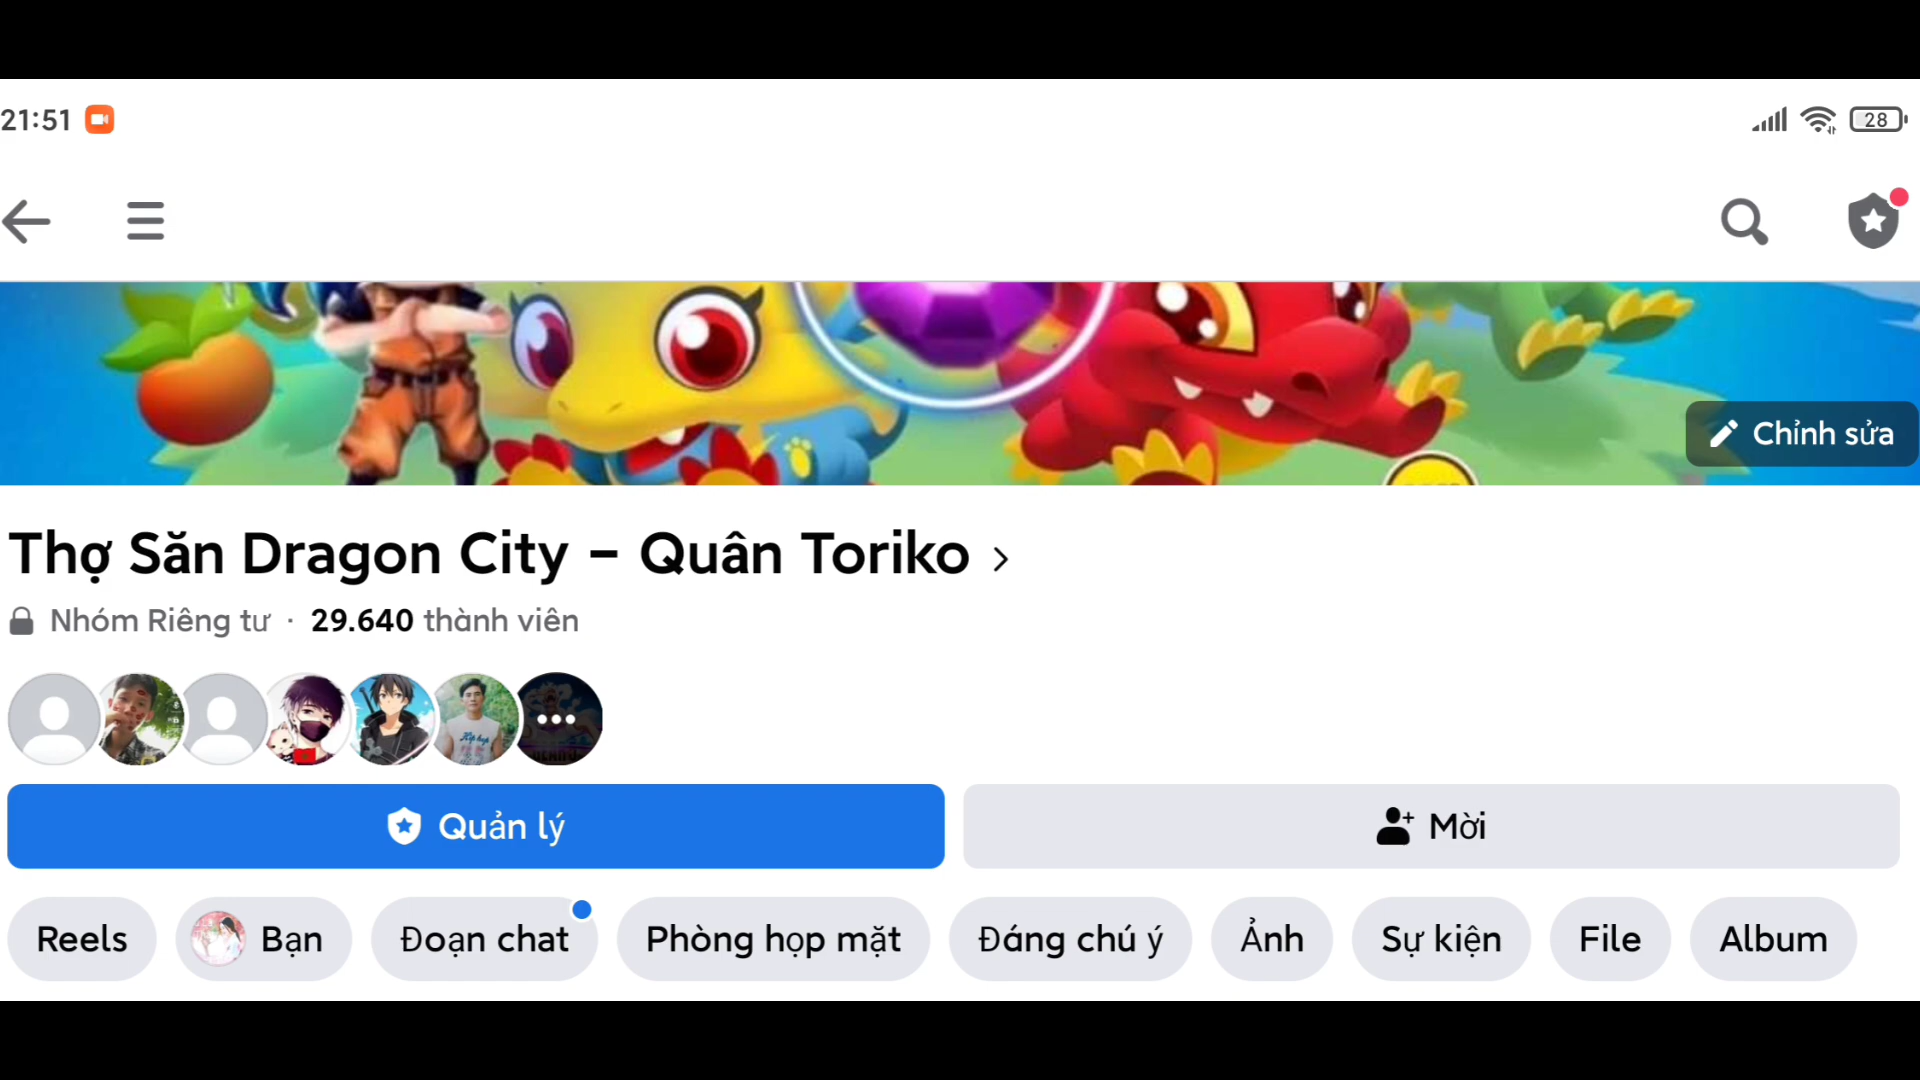 21:51
28
Chỉnh sửa
Thợ Săn Dragon City - Quân Toriko
Nhóm Riêng tư · 29.640 thành viên
Quản lý
Mời
Reels
Bạn
Đoạn chat
Phòng họp mặt
Đáng chú ý
Ảnh
Sự kiện
File
Album